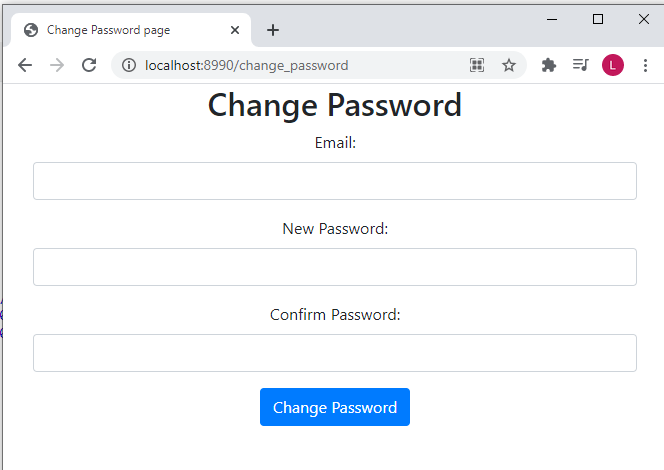 Change Password page
localhost:8990/change_password
L
Change Password
Email:
New Password:
Confirm Password:
Change Password